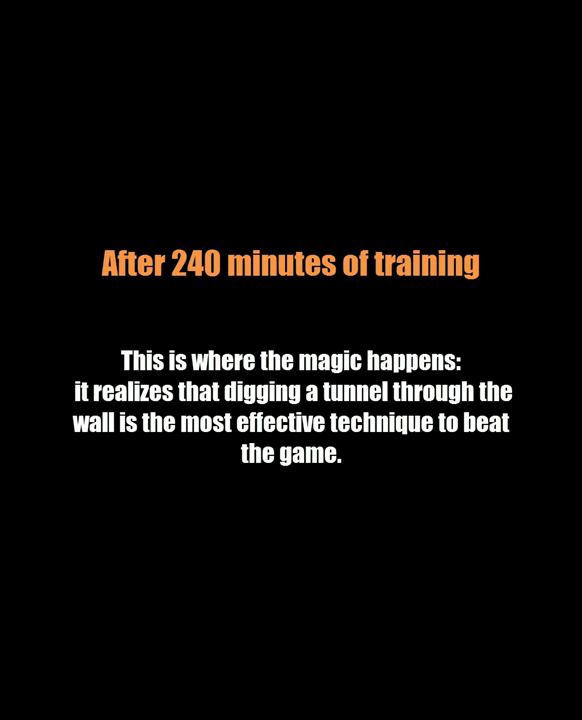 After 240 minutes of training
This is where the magic happens:
it realizes that digging a tunnel through the
wall is the most effective technique to beat
the game.